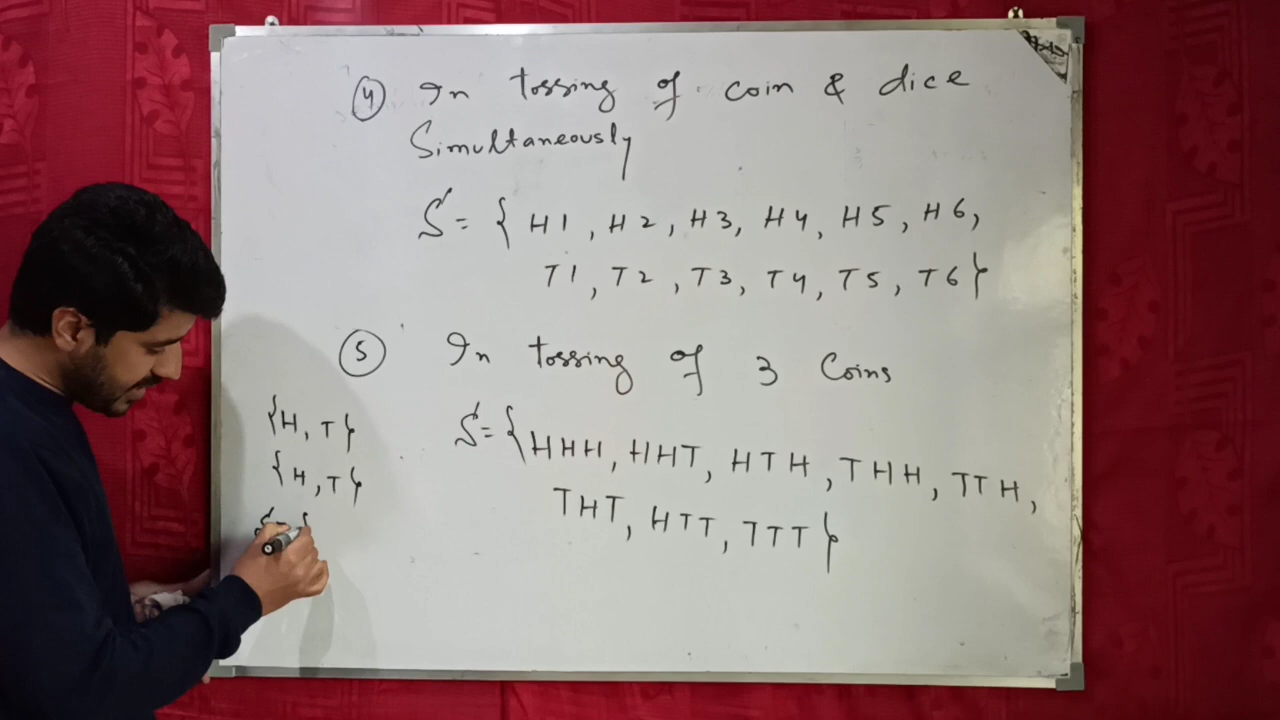 ④ In tossing of coin & dice
Simultaneously
S = { H1, H2, H3, H4, H5, H6,
T1, T2, T3, T4, T5, T6}
⑤ In tossing of 3 Coins
S = {HHH, HHT, HTH, THH, TTH,
THT, HTT, TTT}
{H, T}
{H, T}
S = {